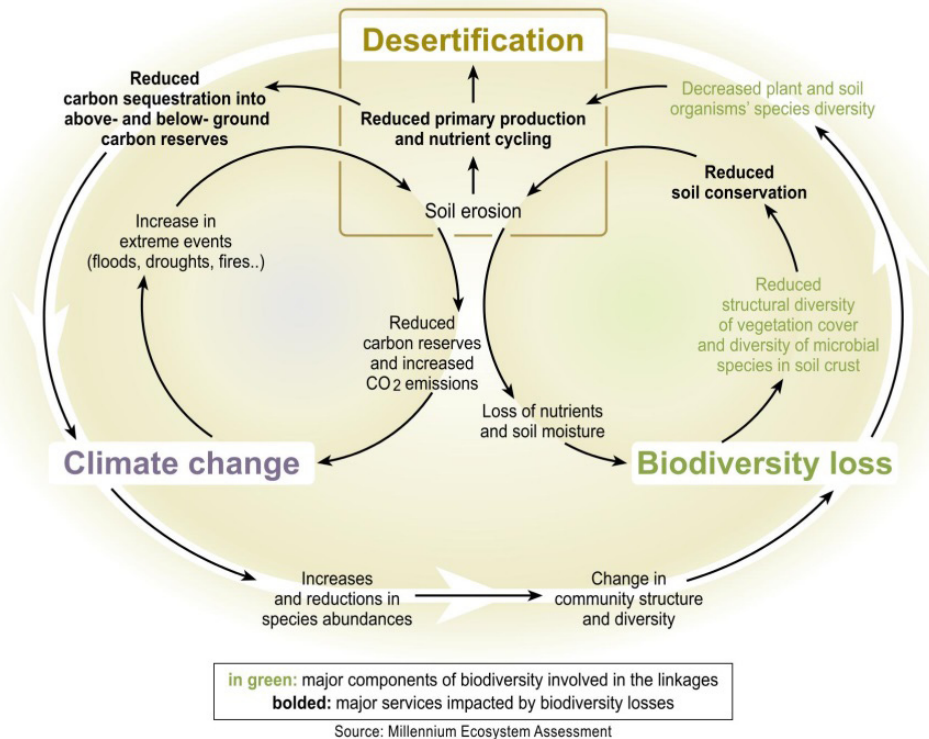 Desertification
Reduced
carbon sequestration into
above- and below- ground
carbon reserves
Reduced primary production
and nutrient cycling
Decreased plant and soil
organisms' species diversity
Reduced
soil conservation
Soil erosion
Increase in
extreme events
(floods, droughts, fires..)
Reduced
structural diversity
of vegetation cover
and diversity of microbial
species in soil crust
Reduced
carbon reserves
and increased
CO2 emissions
Loss of nutrients
and soil moisture
Climate change
Biodiversity loss
Increases
and reductions in
species abundances
Change in
community structure
and diversity
in green: major components of biodiversity involved in the linkages
bolded: major services impacted by biodiversity losses
Source: Millennium Ecosystem Assessment